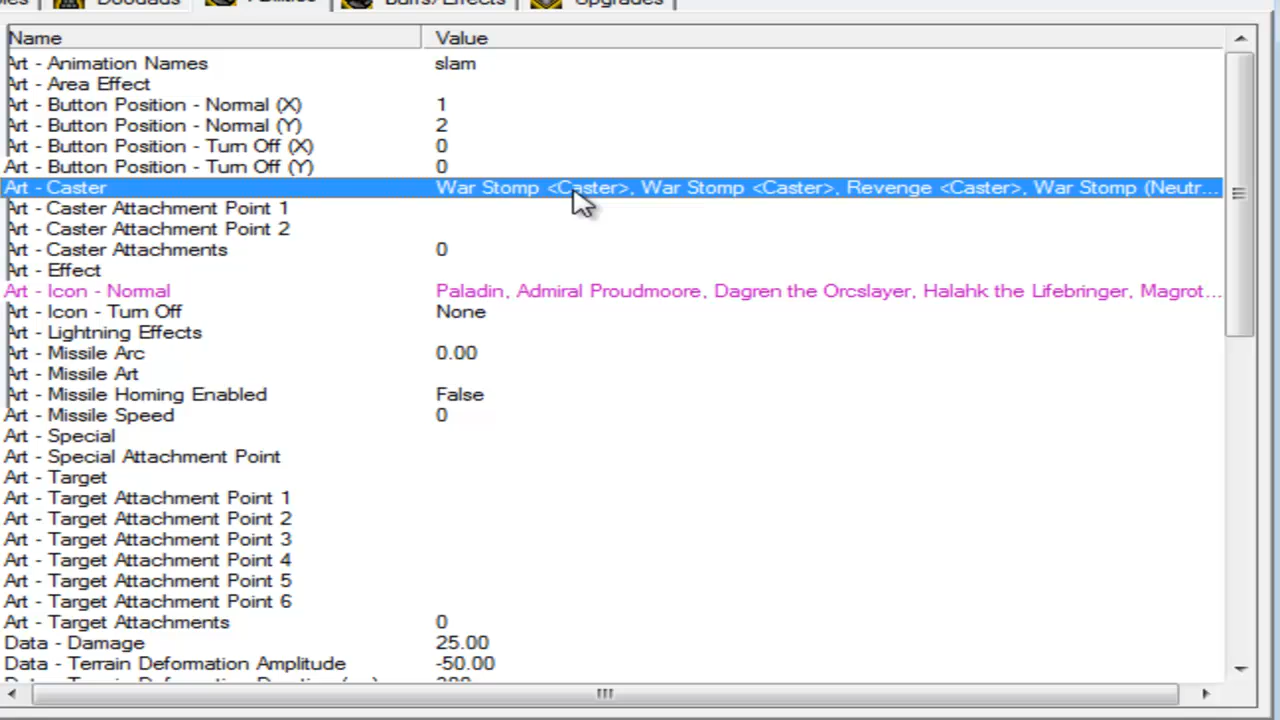 Doodads Abilities Buffs/Effects Upgrades
Name Value
Art - Animation Names slam
Art - Area Effect
Art - Button Position - Normal (X) 1
Art - Button Position - Normal (Y) 2
Art - Button Position - Turn Off (X) 0
Art - Button Position - Turn Off (Y) 0
Art - Caster War Stomp <Caster>, War Stomp <Caster>, Revenge <Caster>, War Stomp (Neutr...
Art - Caster Attachment Point 1
Art - Caster Attachment Point 2
Art - Caster Attachments 0
Art - Effect
Art - Icon - Normal Paladin, Admiral Proudmoore, Dagren the Orcslayer, Halahk the Lifebringer, Magrot...
Art - Icon - Turn Off None
Art - Lightning Effects
Art - Missile Arc 0.00
Art - Missile Art
Art - Missile Homing Enabled False
Art - Missile Speed 0
Art - Special
Art - Special Attachment Point
Art - Target
Art - Target Attachment Point 1
Art - Target Attachment Point 2
Art - Target Attachment Point 3
Art - Target Attachment Point 4
Art - Target Attachment Point 5
Art - Target Attachment Point 6
Art - Target Attachments 0
Data - Damage 25.00
Data - Terrain Deformation Amplitude -50.00